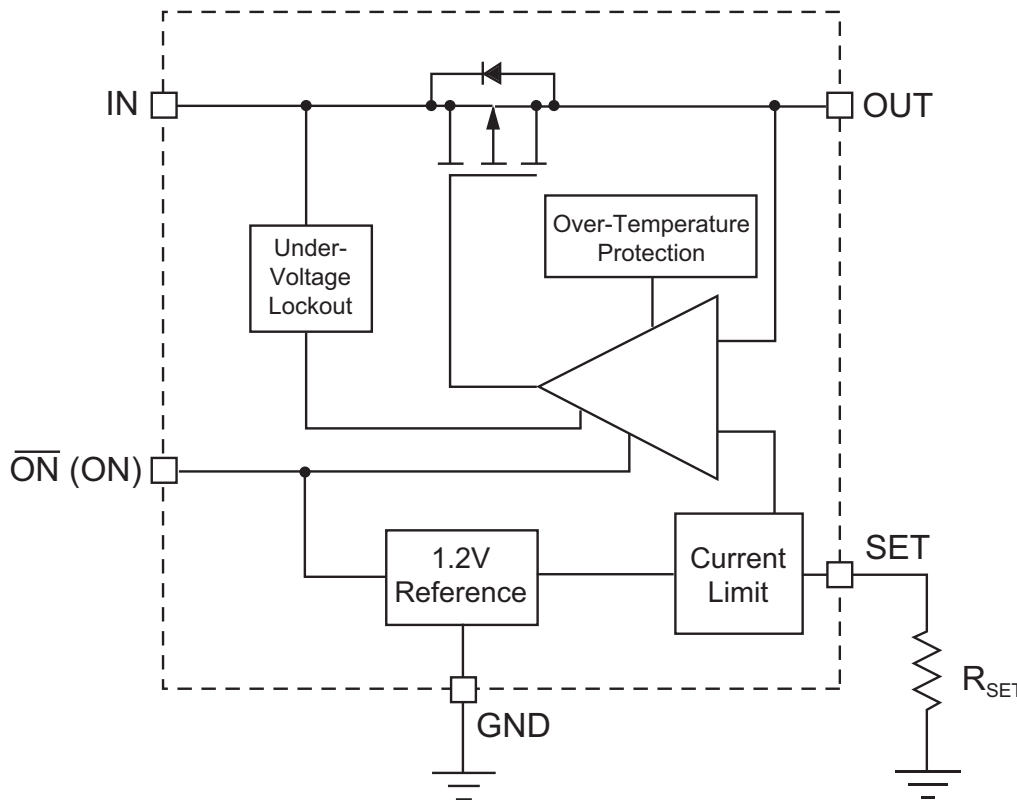 IN
OUT
Over-Temperature
Protection
Under-
Voltage
Lockout
ON (ON)
1.2V
Reference
Current
Limit
SET
RSET
GND